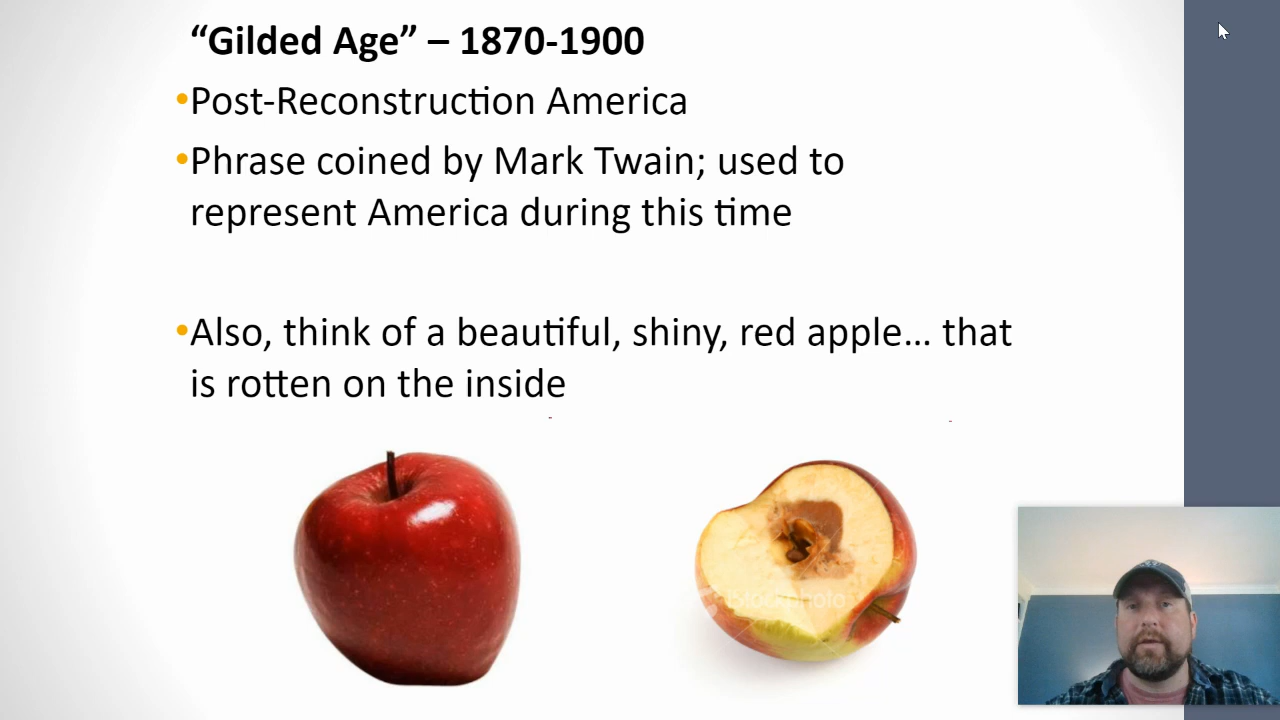 “Gilded Age” – 1870-1900
•Post-Reconstruction America
•Phrase coined by Mark Twain; used to
represent America during this time
•Also, think of a beautiful, shiny, red apple… that
is rotten on the inside
iStockphoto